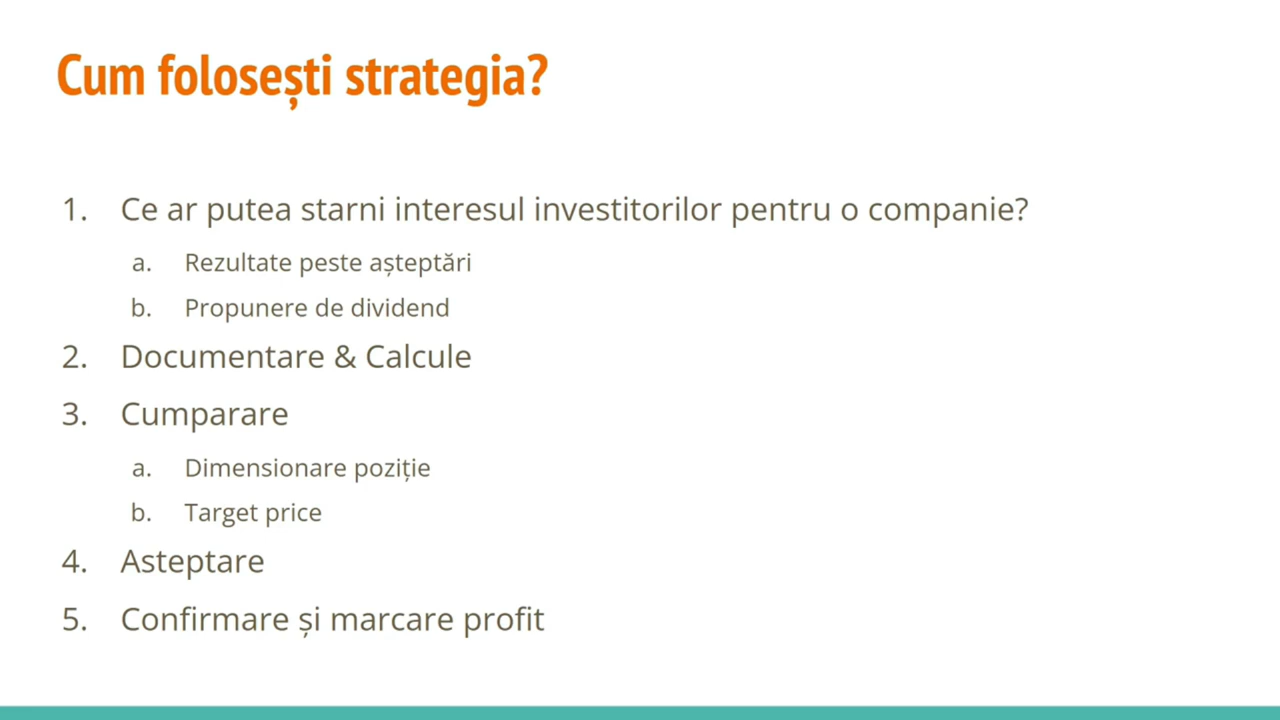 Cum folosești strategia?
1. Ce ar putea starni interesul investitorilor pentru o companie?
a. Rezultate peste așteptări
b. Propunere de dividend
2. Documentare & Calcule
3. Cumparare
a. Dimensionare poziție
b. Target price
4. Asteptare
5. Confirmare și marcare profit